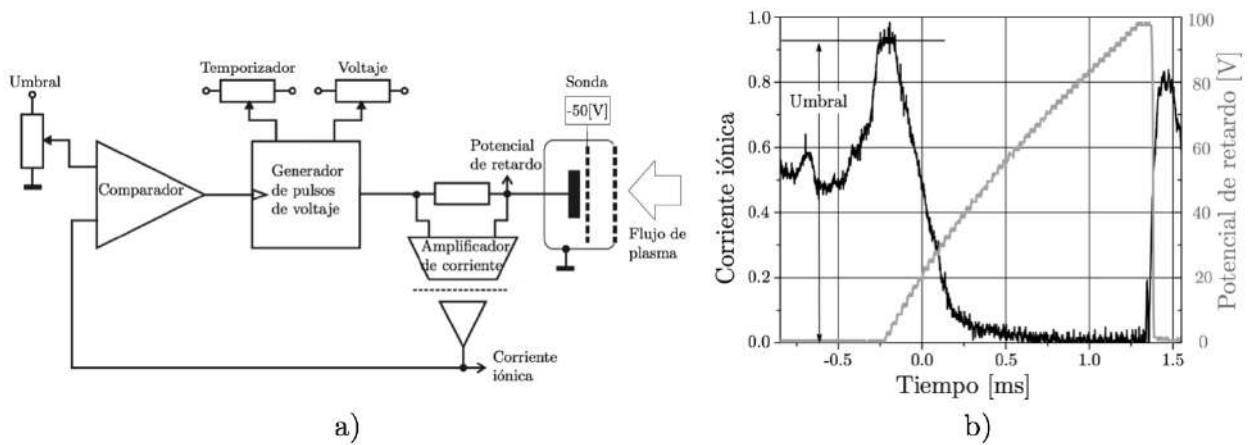 Umbral
Temporizador
Voltaje
Sonda
-50[V]
Potencial
de retardo
Comparador
Generador
de pulsos
de voltaje
Amplificador
de corriente
Flujo de
plasma
Corriente
iónica
a)
Corriente iónica
1.0
0.8
0.6
0.4
0.2
0.0
Umbral
100
80
60
40
20
0
Potencial de retardo [V]
-0.5
0.0
0.5
1.0
1.5
Tiempo [ms]
b)